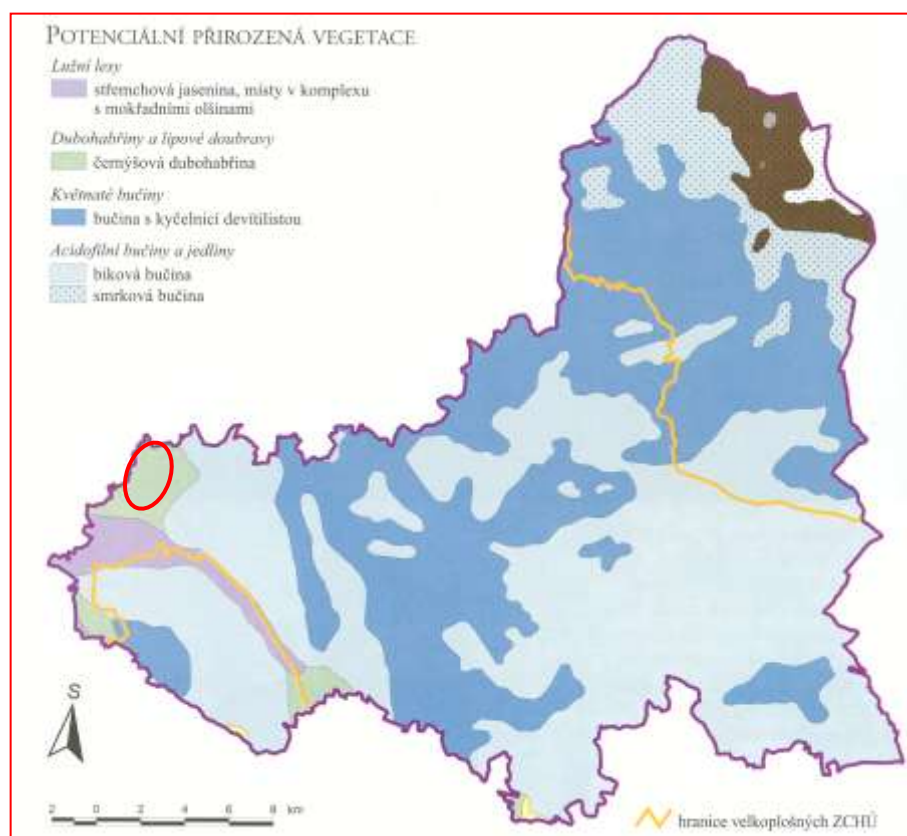 POTENCIÁLNÍ PŘIROZENÁ VEGETACE
Lužní lesy
střemchová jasenina, místy v komplexu
s mokřadními olšinami
Dubohabřiny a lipové doubravy
černýšová dubohabřina
Květnaté bučiny
bučina s kyčelnicí devítilistou
Acidofilní bučiny a jedliny
biková bučina
smrková bučina
S
2 0 2 4 6 8 km
hranice velkoplošných ZCHÚ